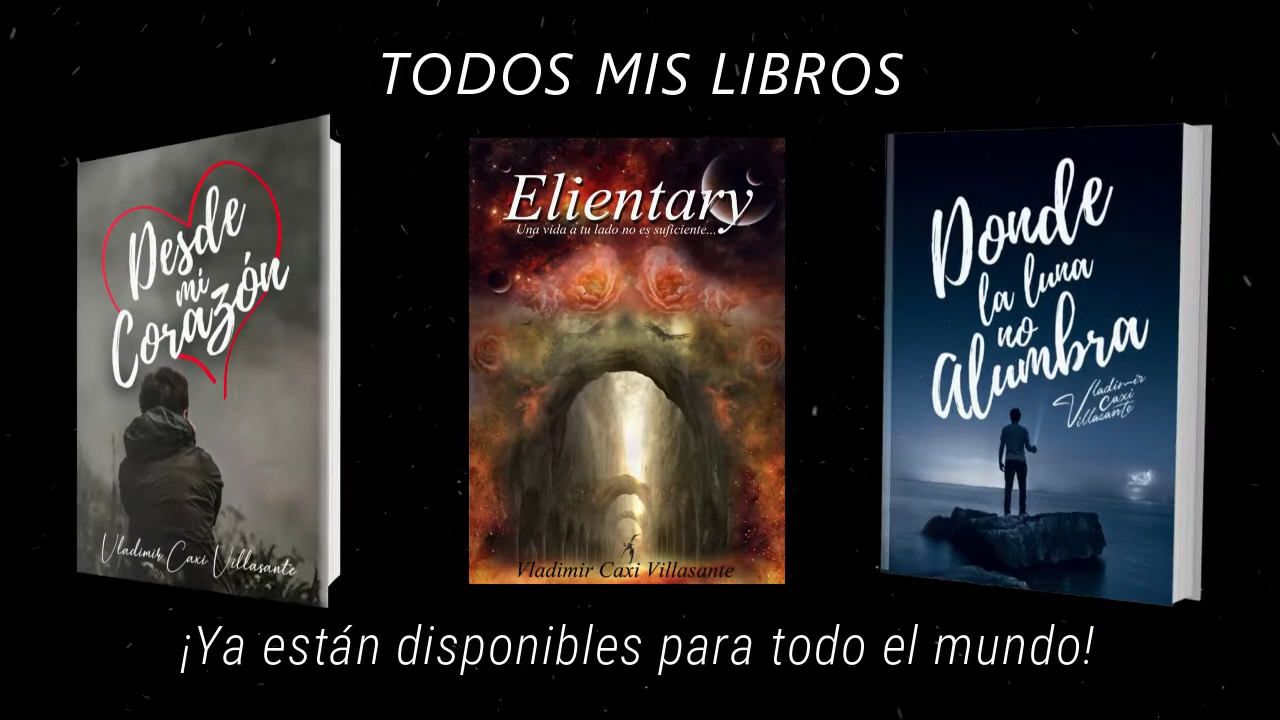 TODOS MIS LIBROS
Desde
mi
Corazón
Vladimir Caxi Villasante
Elientary
Una vida a tu lado no es suficiente...
Vladimir Caxi Villasante
Donde
la luna
no
Alumbra
Vladimir
Caxi
Villasante
¡Ya están disponibles para todo el mundo!